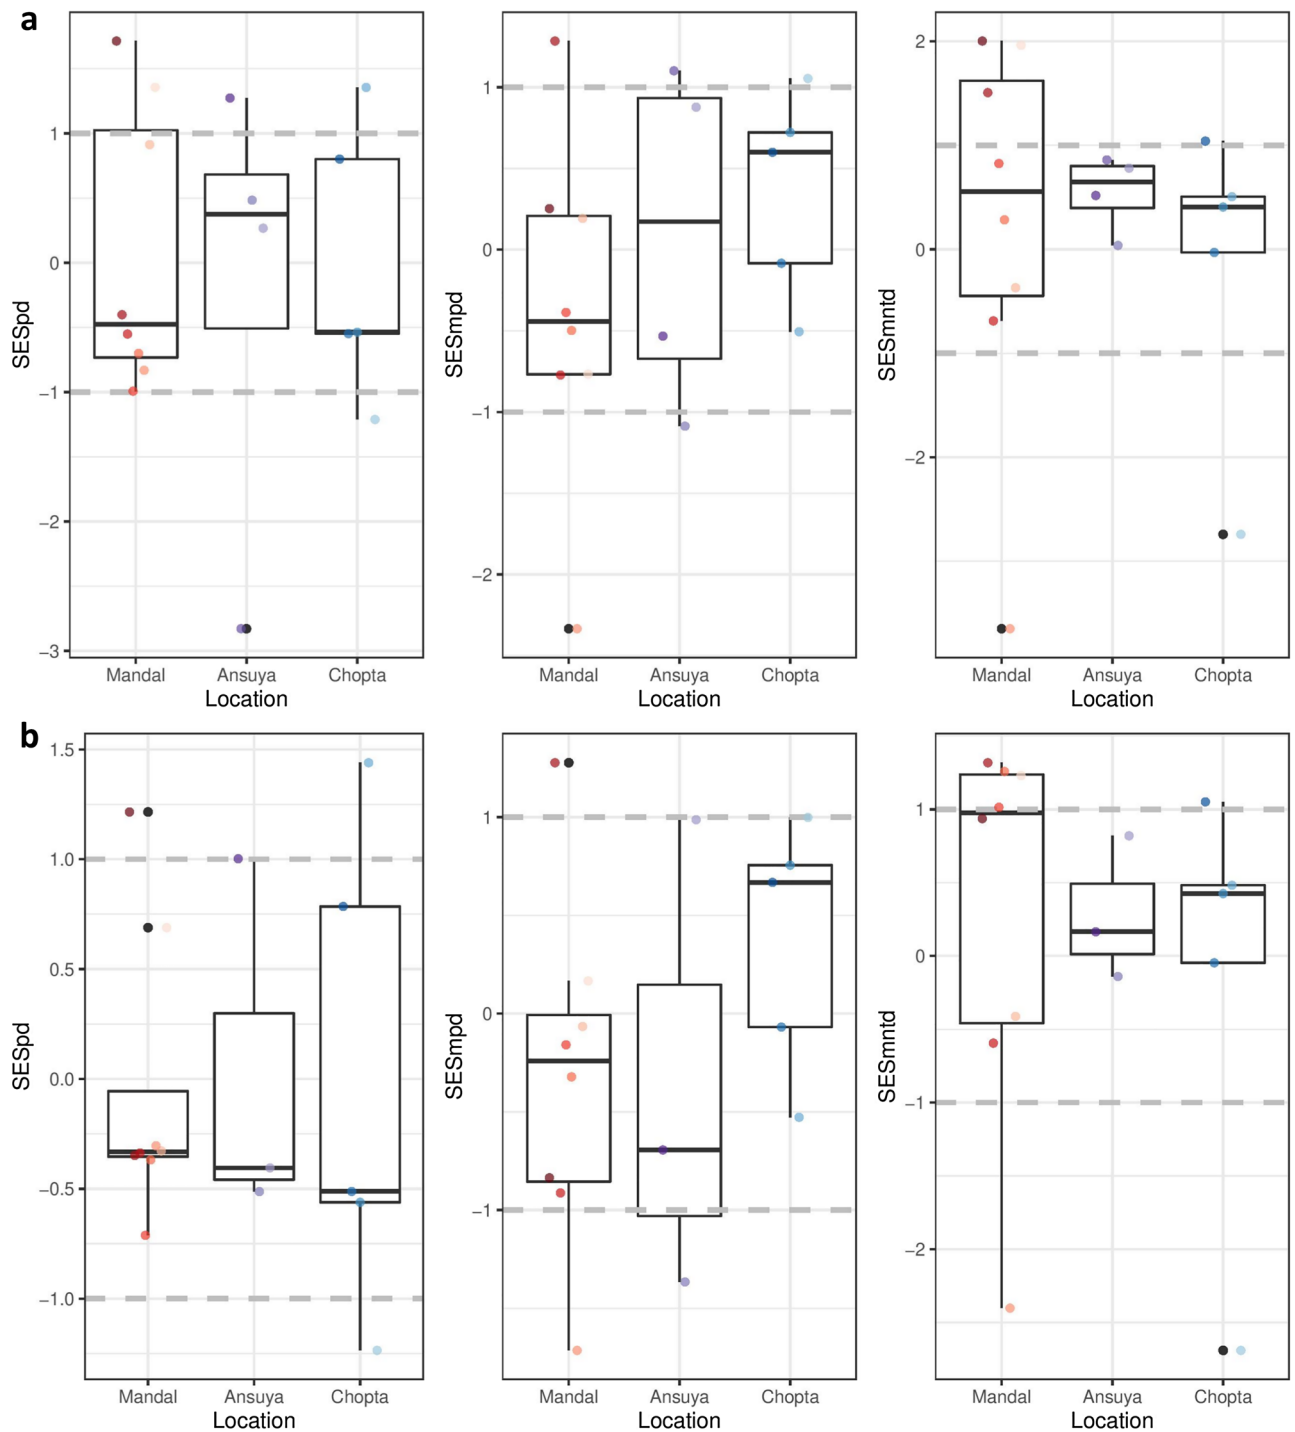 a
SESpd
1
0
−1
−2
−3
Mandal Ansuya Chopta
Location
SESmpd
1
0
−1
−2
Mandal Ansuya Chopta
Location
SESmntd
2
0
−2
Mandal Ansuya Chopta
Location
b
SESpd
1.5
1.0
0.5
0.0
−0.5
−1.0
Mandal Ansuya Chopta
Location
SESmpd
1
0
−1
Mandal Ansuya Chopta
Location
SESmntd
1
0
−1
−2
Mandal Ansuya Chopta
Location